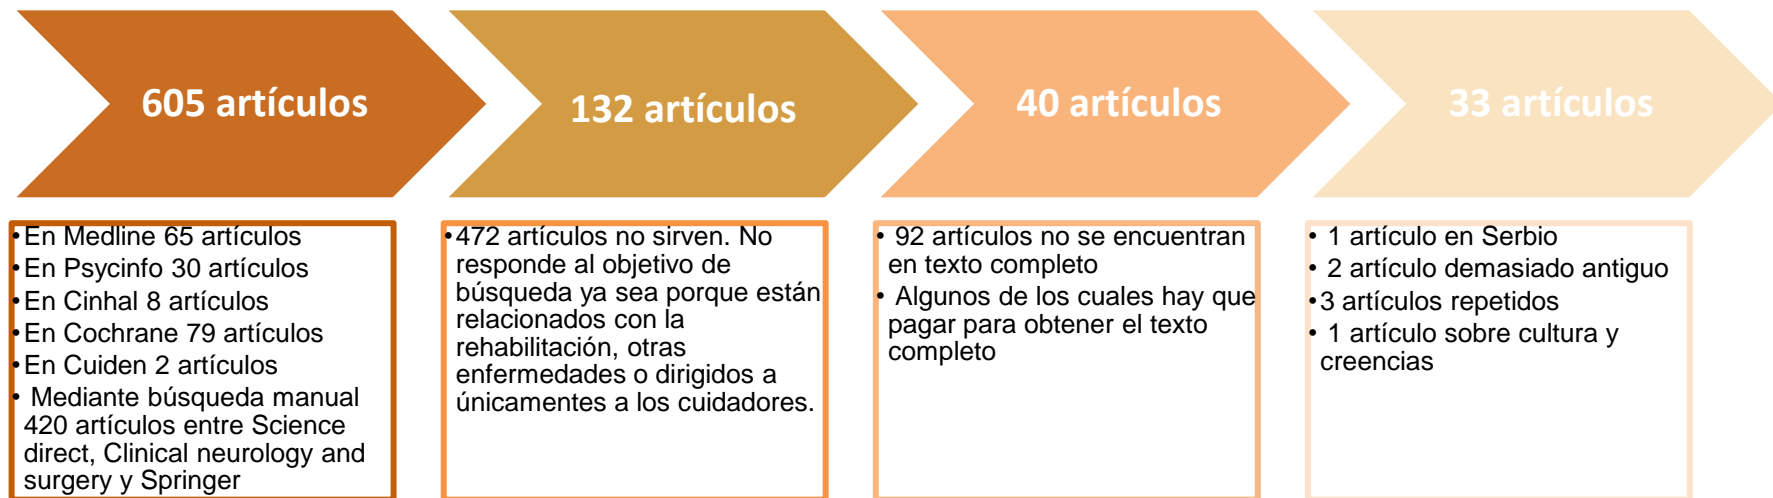 605 artículos
132 artículos
40 artículos
33 artículos
•En Medline 65 artículos
•En Psycinfo 30 artículos
•En Cinhal 8 artículos
•En Cochrane 79 artículos
•En Cuiden 2 artículos
• Mediante búsqueda manual
420 artículos entre Science
direct, Clinical neurology and
surgery y Springer
•472 artículos no sirven. No
responde al objetivo de
búsqueda ya sea porque están
relacionados con la
rehabilitación, otras
enfermedades o dirigidos a
únicamentes a los cuidadores.
• 92 artículos no se encuentran
en texto completo
• Algunos de los cuales hay que
pagar para obtener el texto
completo
• 1 artículo en Serbio
• 2 artículo demasiado antiguo
•3 artículos repetidos
• 1 artículo sobre cultura y
creencias